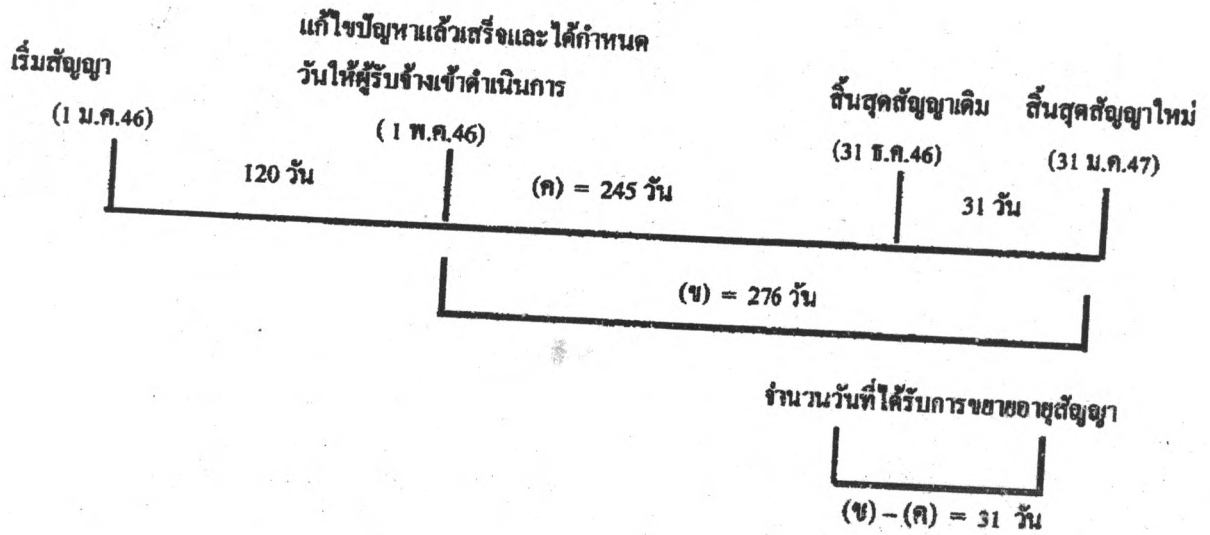 แก้ไขปัญหาแล้วเสร็จและได้กำหนด
วันให้ผู้รับจ้างเข้าดำเนินการ
( 1 พ.ค.46)
เริ่มสัญญา
(1 ม.ค.46)
สิ้นสุดสัญญาเดิม
(31 ธ.ค.46)
สิ้นสุดสัญญาใหม่
(31 ม.ค.47)
120 วัน
(ค) = 245 วัน
31 วัน
(ข) = 276 วัน
จำนวนวันที่ได้รับการขยายอายุสัญญา
(ข) – (ค) = 31 วัน